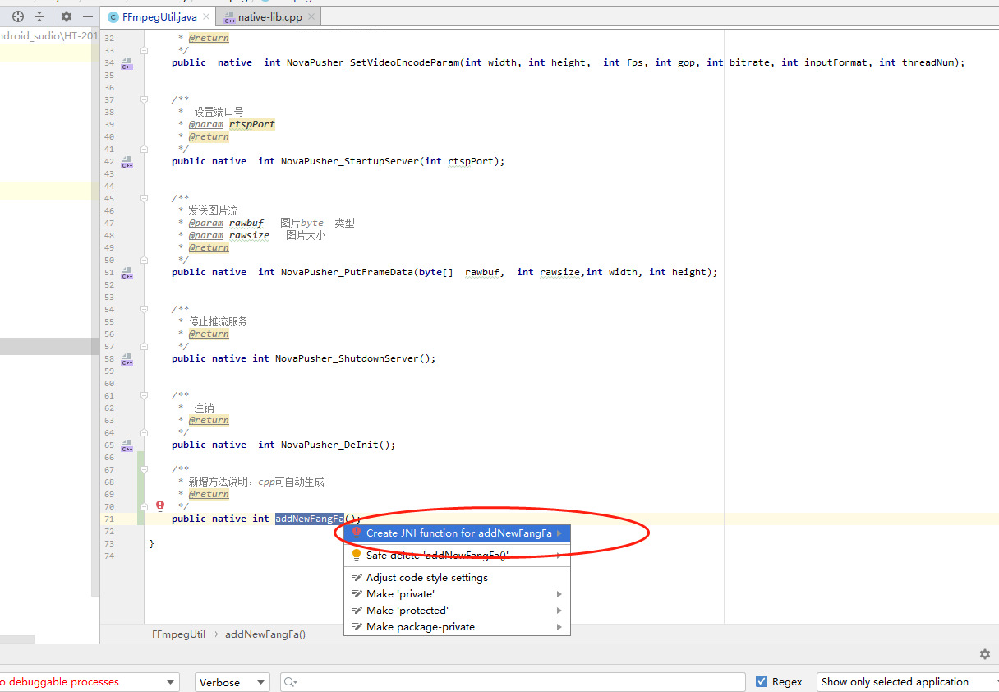 FFmpegUtil.java
native-lib.cpp
ndroid_sudio\HT-201
32 * @return
33 */
34 public native int NovaPusher_SetVideoEncodeParam(int width, int height, int fps, int gop, int bitrate, int inputFormat, int threadNum);
35
36
37 /**
38 * 设置端口号
39 * @param rtspPort
40 * @return
41 */
42 public native int NovaPusher_StartupServer(int rtspPort);
43
44
45 /**
46 * 发送图片流
47 * @param rawbuf 图片byte 类型
48 * @param rawsize 图片大小
49 * @return
50 */
51 public native int NovaPusher_PutFrameData(byte[] rawbuf, int rawsize,int width, int height);
52
53
54 /**
55 * 停止推流服务
56 * @return
57 */
58 public native int NovaPusher_ShutdownServer();
59
60
61 /**
62 * 注销
63 * @return
64 */
65 public native int NovaPusher_DeInit();
66
67 /**
68 * 新增方法说明，cpp可自动生成
69 * @return
70 */
71 public native int addNewFangFa();
72
73 }
74
Create JNI function for addNewFangFa
Safe delete 'addNewFangFa()'
Adjust code style settings
Make 'private'
Make 'protected'
Make package-private
FFmpegUtil › addNewFangFa()
o debuggable processes
Verbose
Regex
Show only selected application